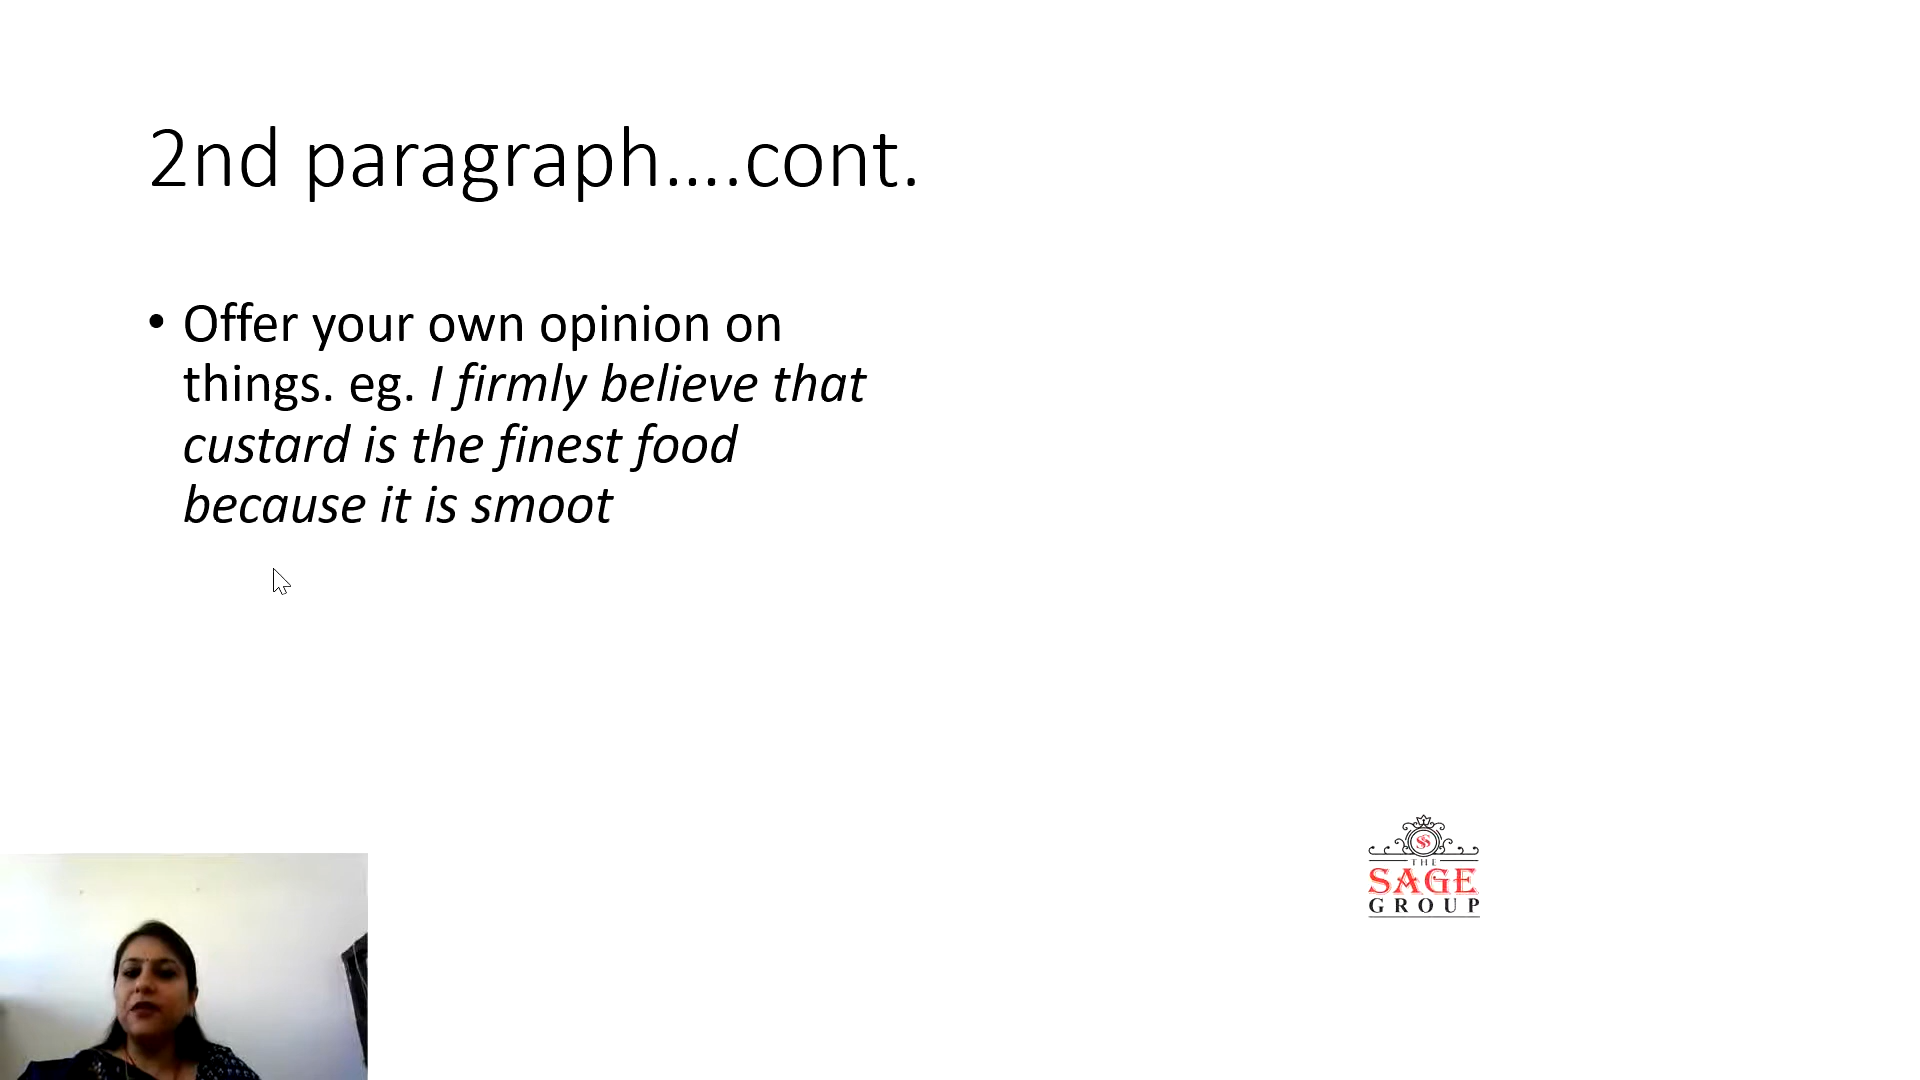 2nd paragraph....cont.
• Offer your own opinion on
things. eg. I firmly believe that
custard is the finest food
because it is smoot
SS
THE
SAGE
GROUP